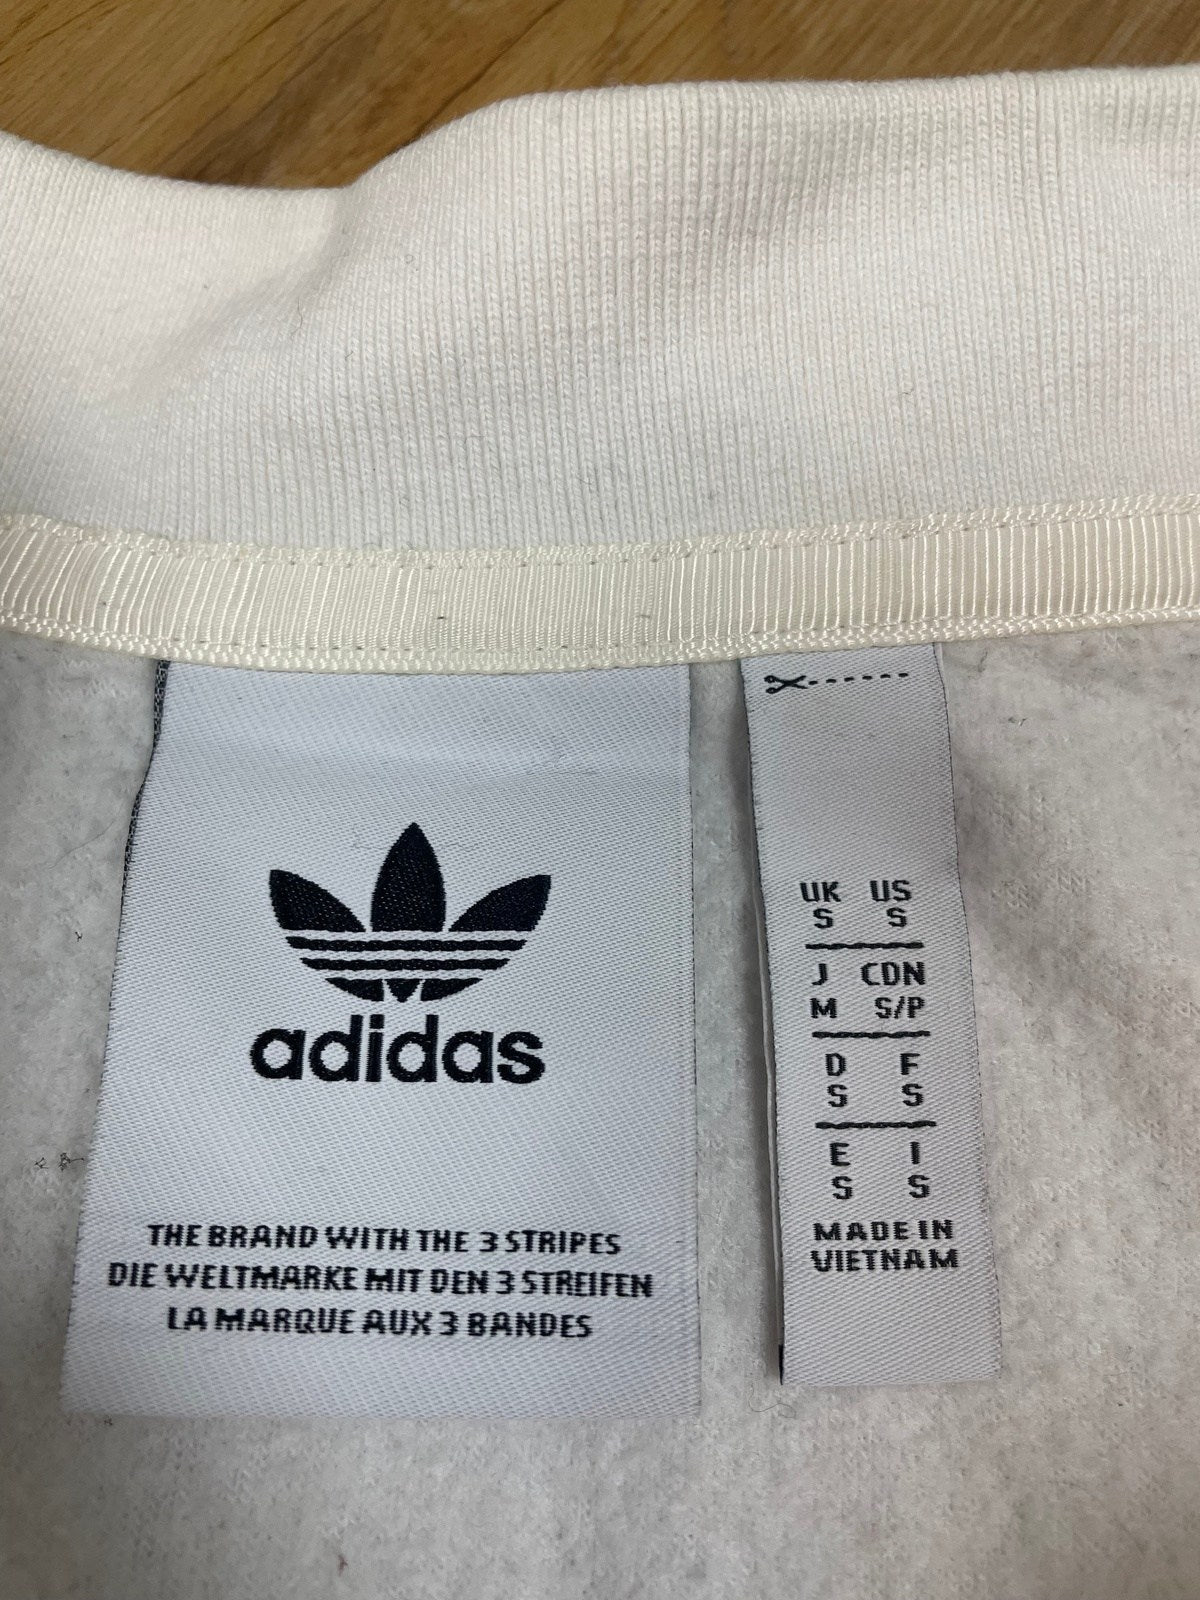 adidas
THE BRAND WITH THE 3 STRIPES
DIE WELTMARKE MIT DEN 3 STREIFEN
LA MARQUE AUX 3 BANDES
UK US
S S
J CDN
M S/P
D F
S S
E I
S S
MADE IN
VIETNAM